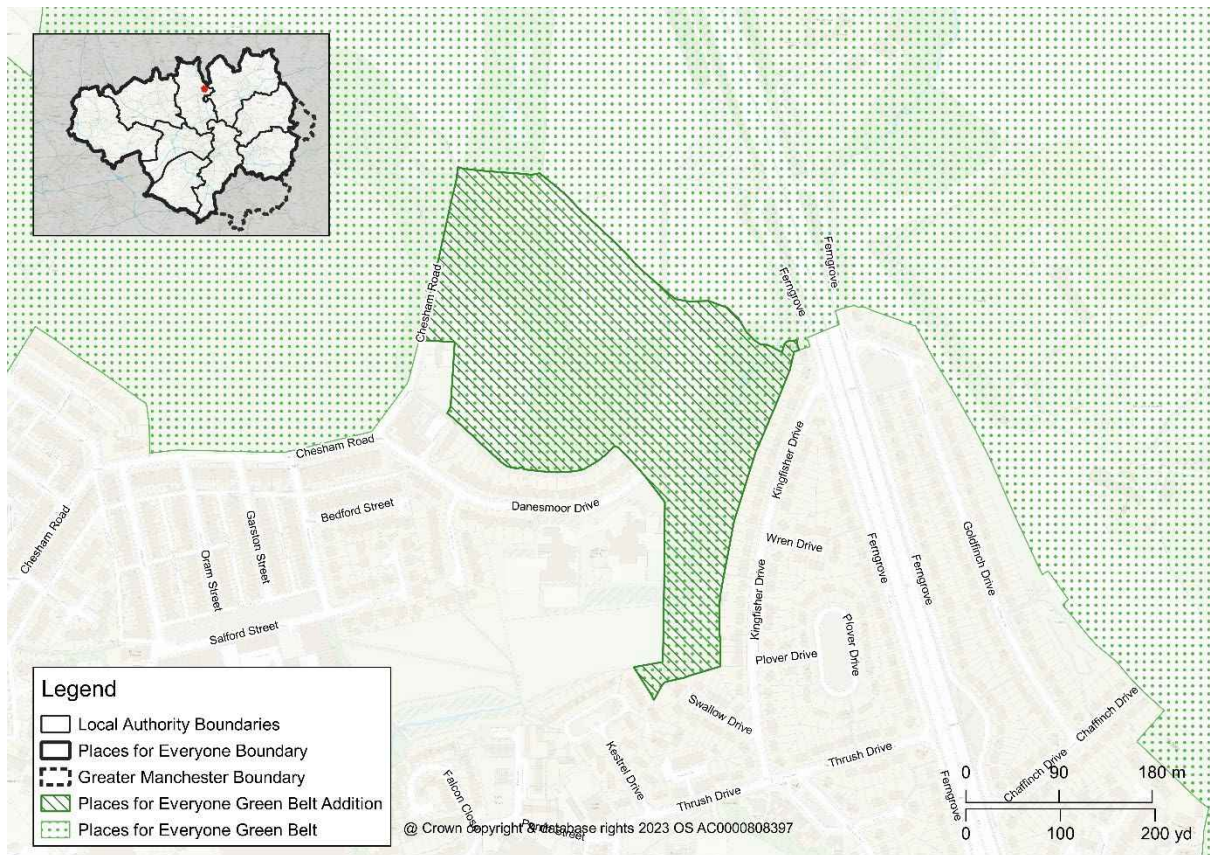 Ferngrove
Ferngrove
Chesham Road
Chesham Road
Kingfisher Drive
Danesmoor Drive
Bedford Street
Garston Street
Oram Street
Chesham Road
Wren Drive
Ferngrove
Ferngrove
Goldfinch Drive
Kingfisher Drive
Plover Drive
Plover Drive
Salford Street
Swallow Drive
Chaffinch Drive
Kestrel Drive
Thrush Drive
Chaffinch Drive
Thrush Drive
Falcon Close
Ferngrove
Legend
Local Authority Boundaries
Places for Everyone Boundary
Greater Manchester Boundary
Places for Everyone Green Belt Addition
Places for Everyone Green Belt
@ Crown copyright & database rights 2023 OS AC0000808397
0 90 180 m
0 100 200 yd